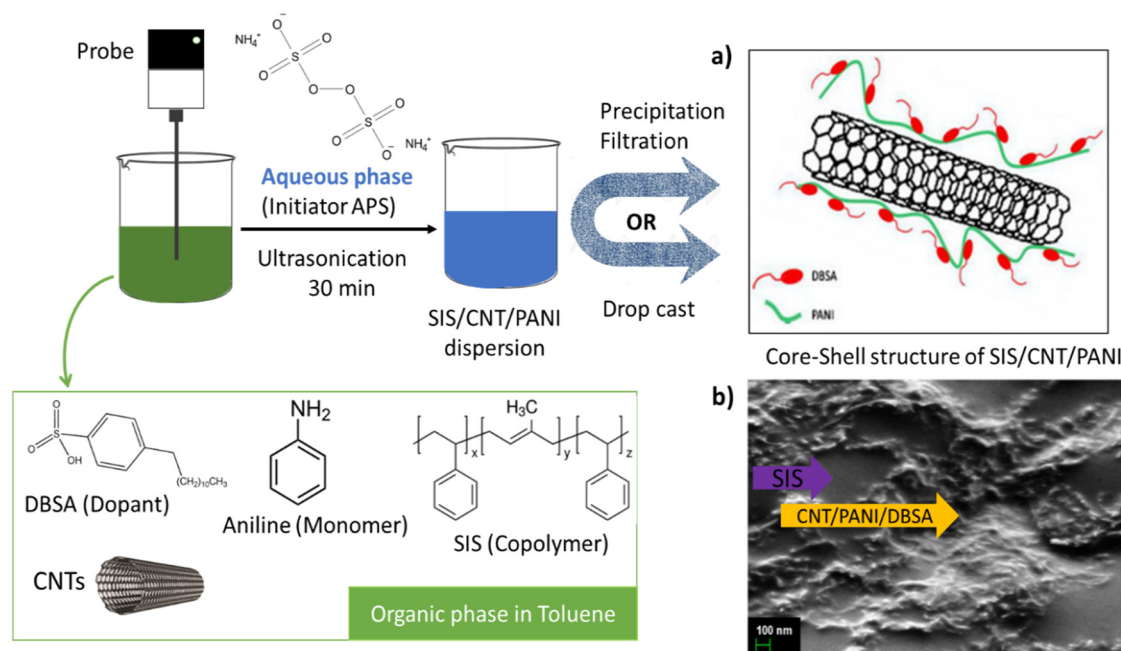 Probe
NH₄⁺
O⁻
O
S
O
O
O
O
S
O
O⁻
NH₄⁺
Aqueous phase
(Initiator APS)
Ultrasonication
30 min
SIS/CNT/PANI
dispersion
Precipitation
Filtration
OR
Drop cast
a)
DBSA
PANI
Core-Shell structure of SIS/CNT/PANI
O
O
S
OH
(CH₂)₁₀CH₃
DBSA (Dopant)
NH₂
Aniline (Monomer)
H₃C
x
y
z
SIS (Copolymer)
CNTs
Organic phase in Toluene
b)
SIS
CNT/PANI/DBSA
100 nm